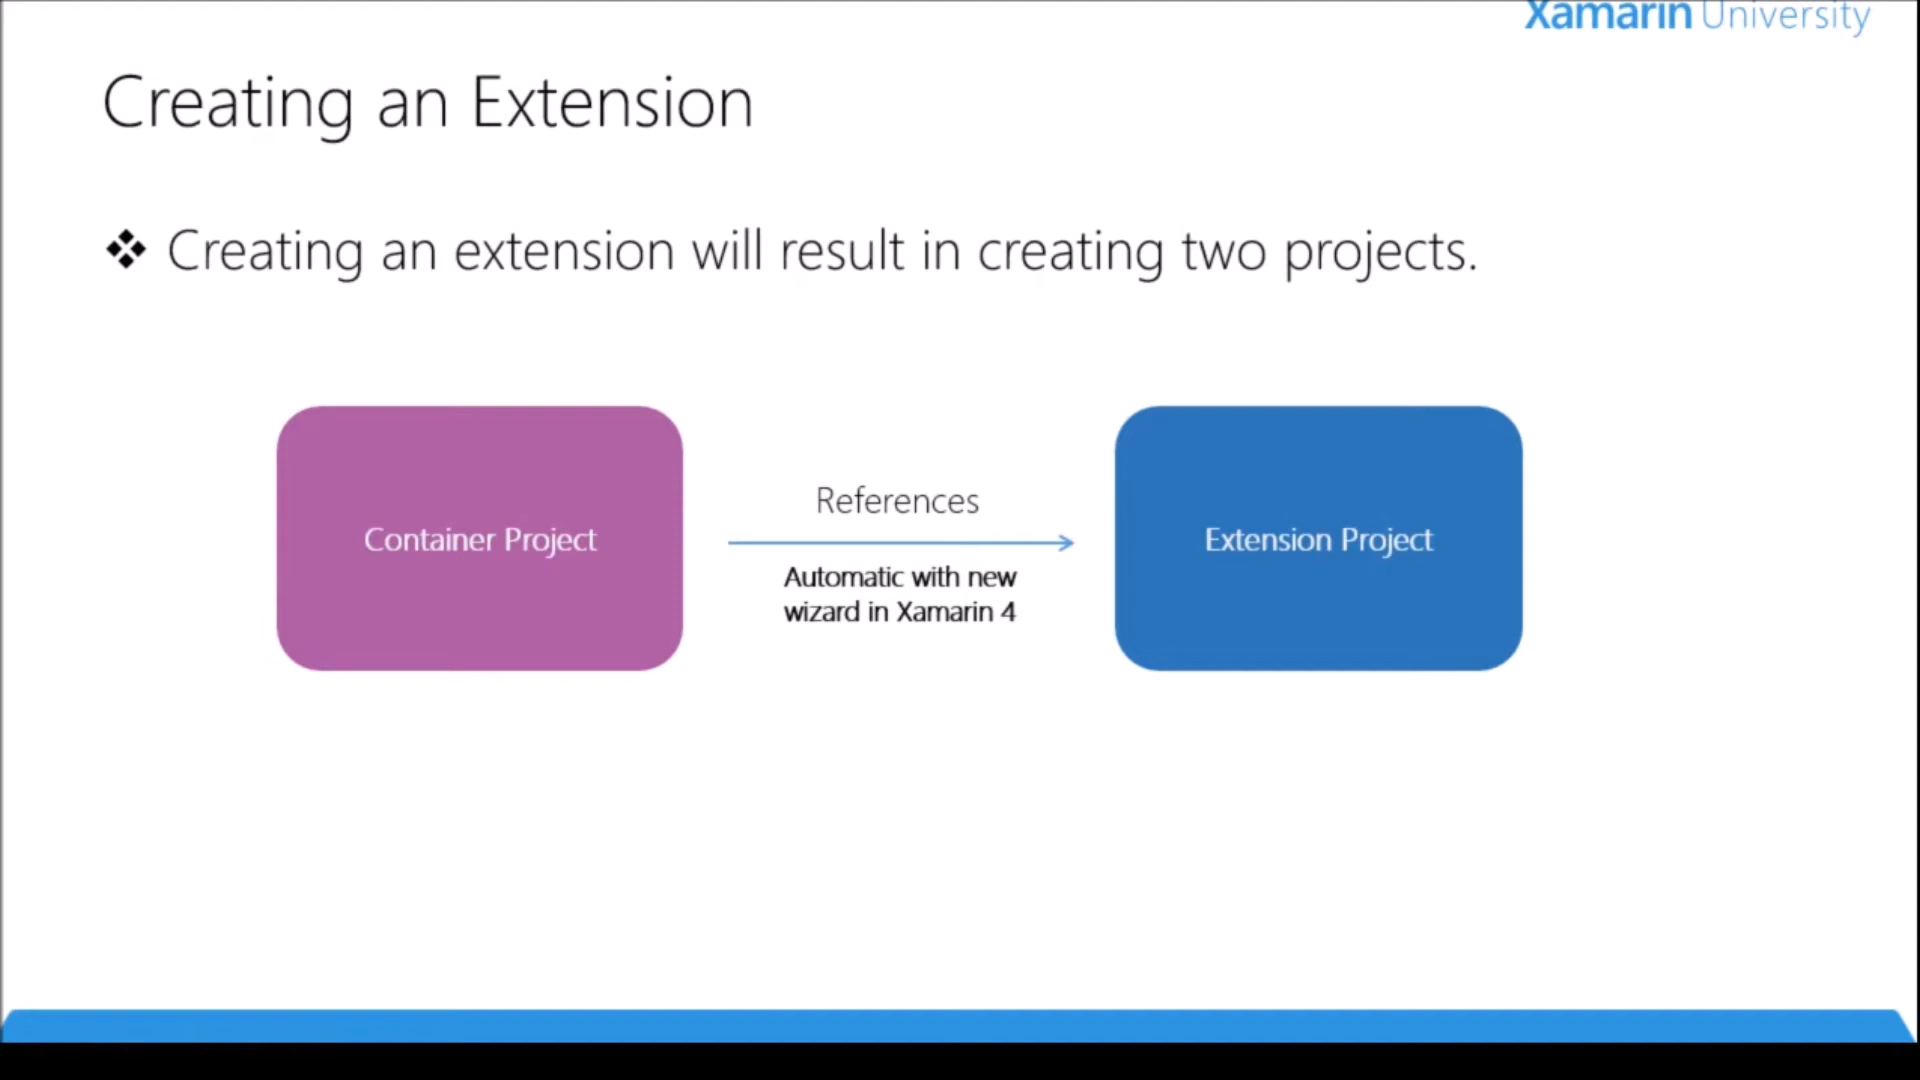 Xamarin University
Creating an Extension
❖ Creating an extension will result in creating two projects.
Container Project
References
Automatic with new
wizard in Xamarin 4
Extension Project